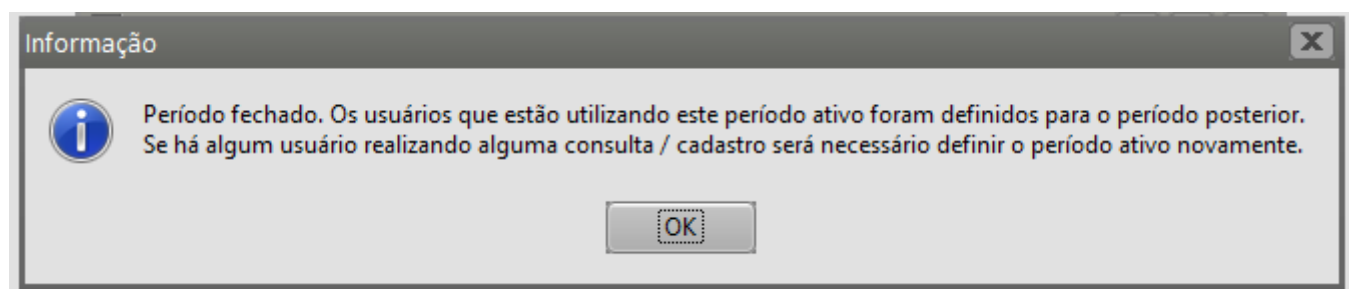 Informação
Período fechado. Os usuários que estão utilizando este período ativo foram definidos para o período posterior.
Se há algum usuário realizando alguma consulta / cadastro será necessário definir o período ativo novamente.
OK